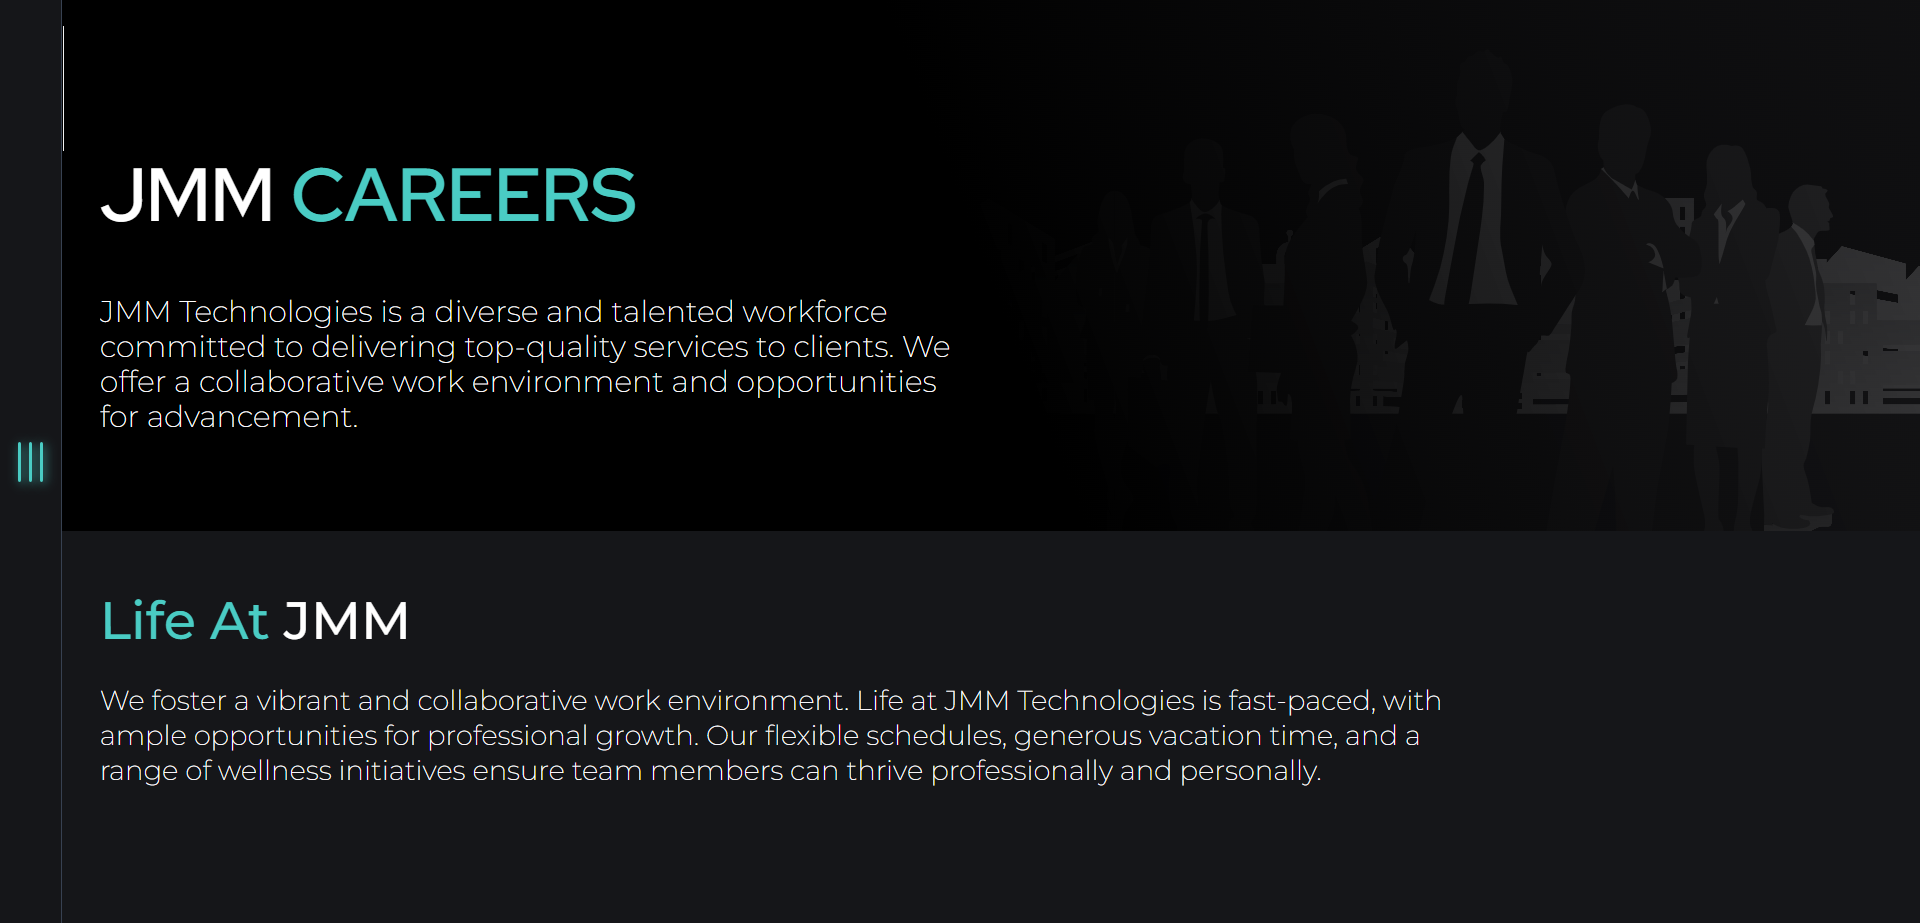 JMM CAREERS
JMM Technologies is a diverse and talented workforce
committed to delivering top-quality services to clients. We
offer a collaborative work environment and opportunities
for advancement.
Life At JMM
We foster a vibrant and collaborative work environment. Life at JMM Technologies is fast-paced, with
ample opportunities for professional growth. Our flexible schedules, generous vacation time, and a
range of wellness initiatives ensure team members can thrive professionally and personally.